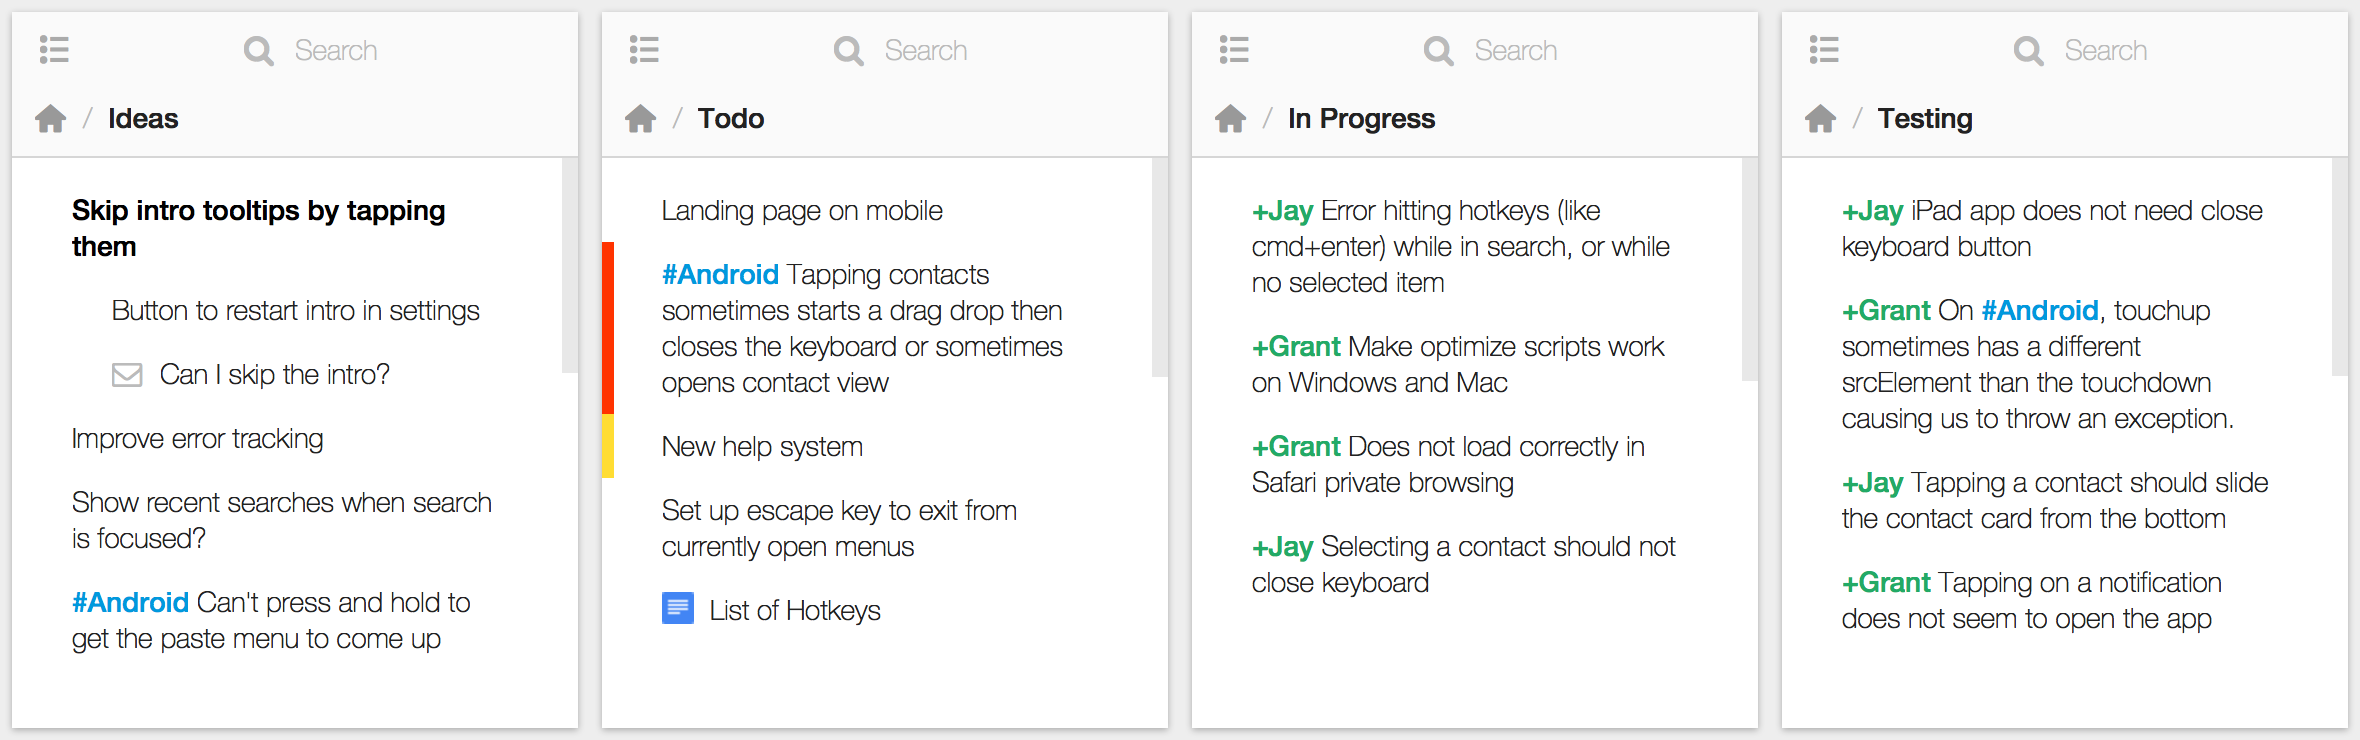 Search
/ Ideas
Skip intro tooltips by tapping
them
Button to restart intro in settings
Can I skip the intro?
Improve error tracking
Show recent searches when search
is focused?
#Android Can't press and hold to
get the paste menu to come up
Search
/ Todo
Landing page on mobile
#Android Tapping contacts
sometimes starts a drag drop then
closes the keyboard or sometimes
opens contact view
New help system
Set up escape key to exit from
currently open menus
List of Hotkeys
Search
/ In Progress
+Jay Error hitting hotkeys (like
cmd+enter) while in search, or while
no selected item
+Grant Make optimize scripts work
on Windows and Mac
+Grant Does not load correctly in
Safari private browsing
+Jay Selecting a contact should not
close keyboard
Search
/ Testing
+Jay iPad app does not need close
keyboard button
+Grant On #Android, touchup
sometimes has a different
srcElement than the touchdown
causing us to throw an exception.
+Jay Tapping a contact should slide
the contact card from the bottom
+Grant Tapping on a notification
does not seem to open the app